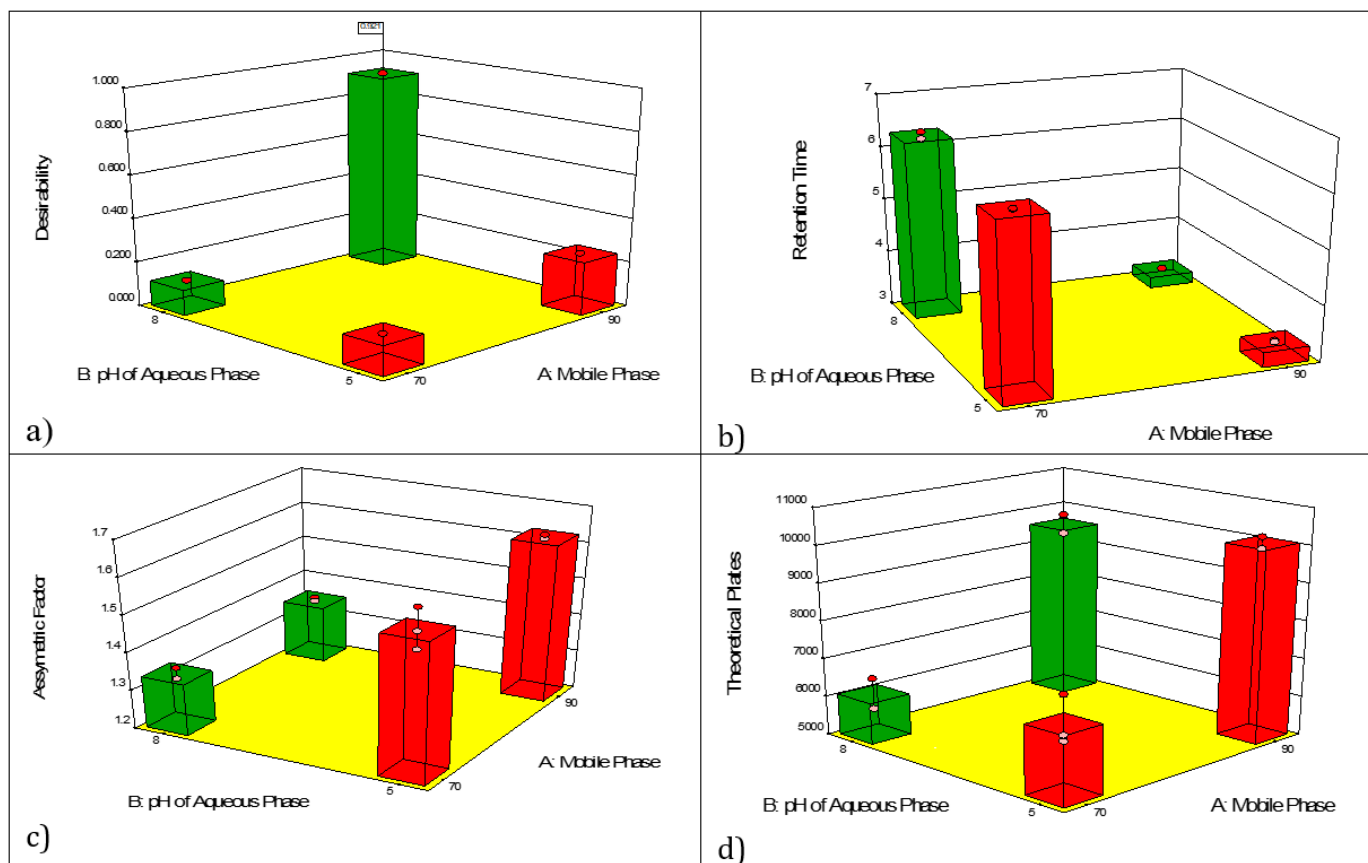 0.921
1.000
0.800
0.600
0.400
0.200
0.000
Desirability
8
5
B: pH of Aqueous Phase
70
90
A: Mobile Phase
a)
7
6
5
4
3
Retention Time
8
5
B: pH of Aqueous Phase
70
90
A: Mobile Phase
b)
1.7
1.6
1.5
1.4
1.3
1.2
Assymetric Factor
8
5
B: pH of Aqueous Phase
70
90
A: Mobile Phase
c)
11000
10000
9000
8000
7000
6000
5000
Theoretical Plates
8
5
B: pH of Aqueous Phase
70
90
A: Mobile Phase
d)